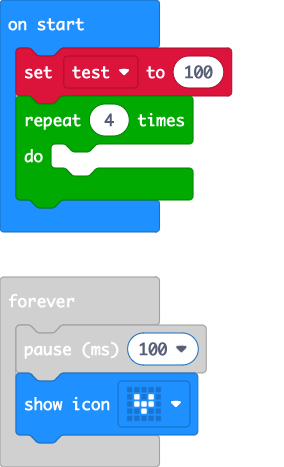 on start
set test to 100
repeat 4 times
do
forever
pause (ms) 100
show icon